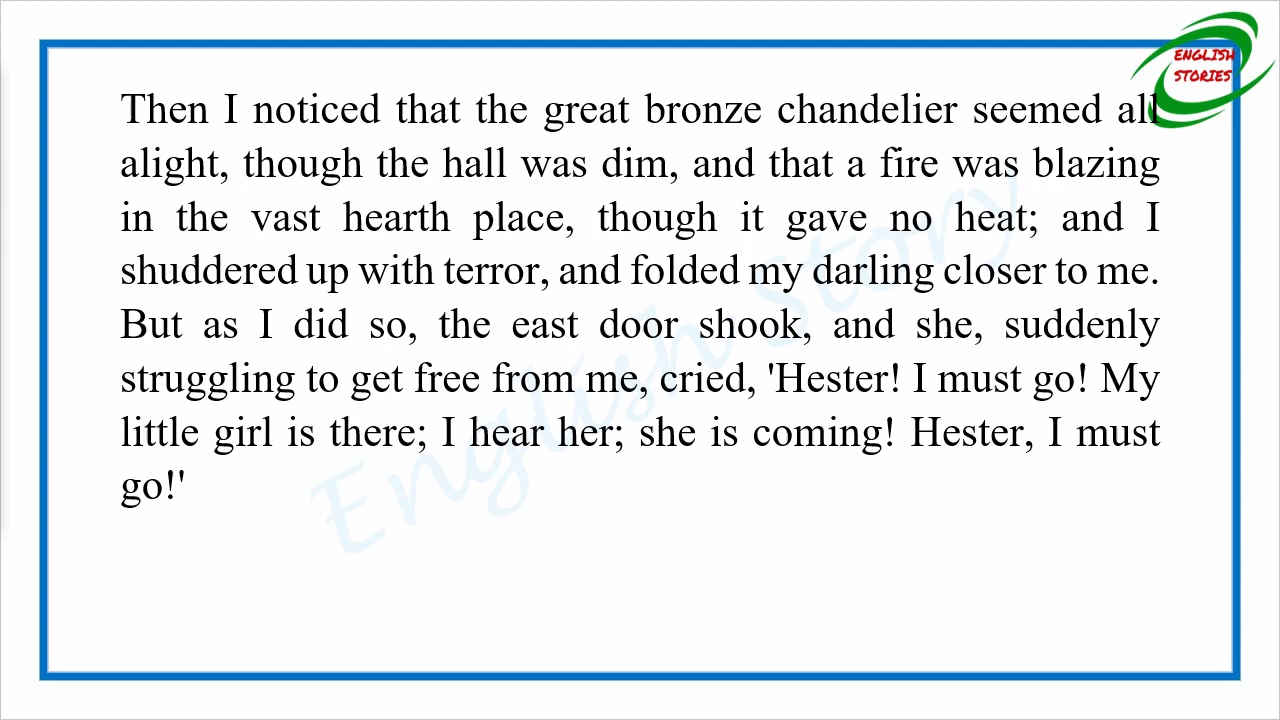 ENGLISH
STORIES
Then I noticed that the great bronze chandelier seemed all
alight, though the hall was dim, and that a fire was blazing
in the vast hearth place, though it gave no heat; and I
shuddered up with terror, and folded my darling closer to me.
But as I did so, the east door shook, and she, suddenly
struggling to get free from me, cried, 'Hester! I must go! My
little girl is there; I hear her; she is coming! Hester, I must
go!'
English Story